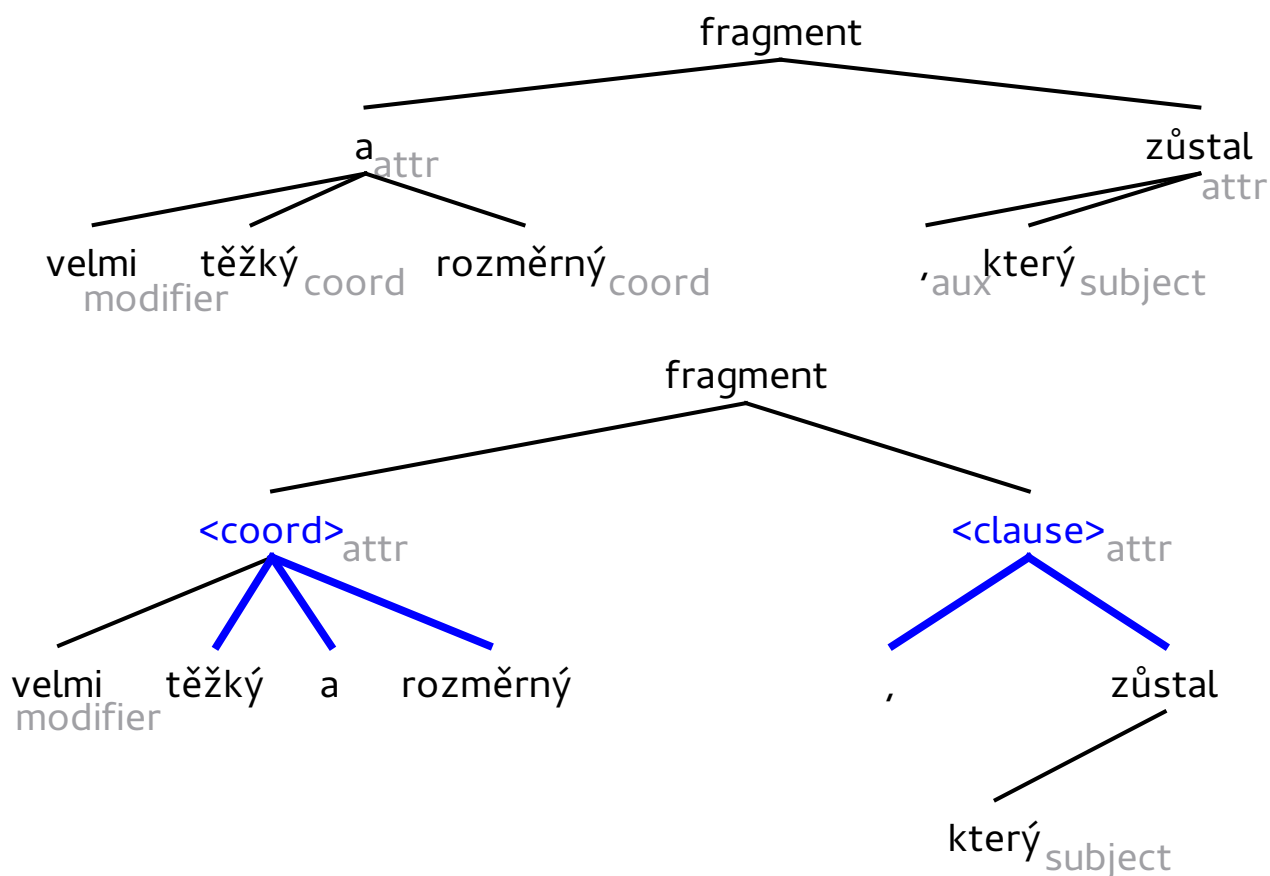 fragment
a attr zůstal attr
velmi modifier těžký coord rozměrný coord , aux který subject
fragment
<coord> attr <clause> attr
velmi modifier těžký a rozměrný , zůstal
který subject